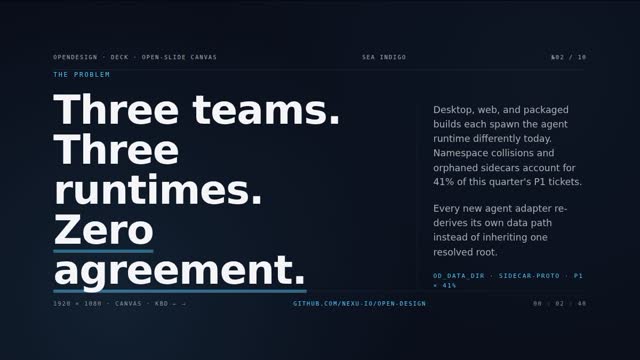 OPENDESIGN · DECK · OPEN-SLIDE CANVAS
SEA INDIGO
02 / 10
THE PROBLEM
Three teams.
Three
runtimes.
Zero
agreement.
Desktop, web, and packaged
builds each spawn the agent
runtime differently today.
Namespace collisions and
orphaned sidecars account for
41% of this quarter's P1 tickets.
Every new agent adapter re-
derives its own data path
instead of inheriting one
resolved root.
OD_DATA_DIR · SIDECAR-PROTO · P1
× 41%
1920 × 1080 · CANVAS · KBD ← →
GITHUB.COM/NEXU-IO/OPEN-DESIGN
00 : 02 : 40